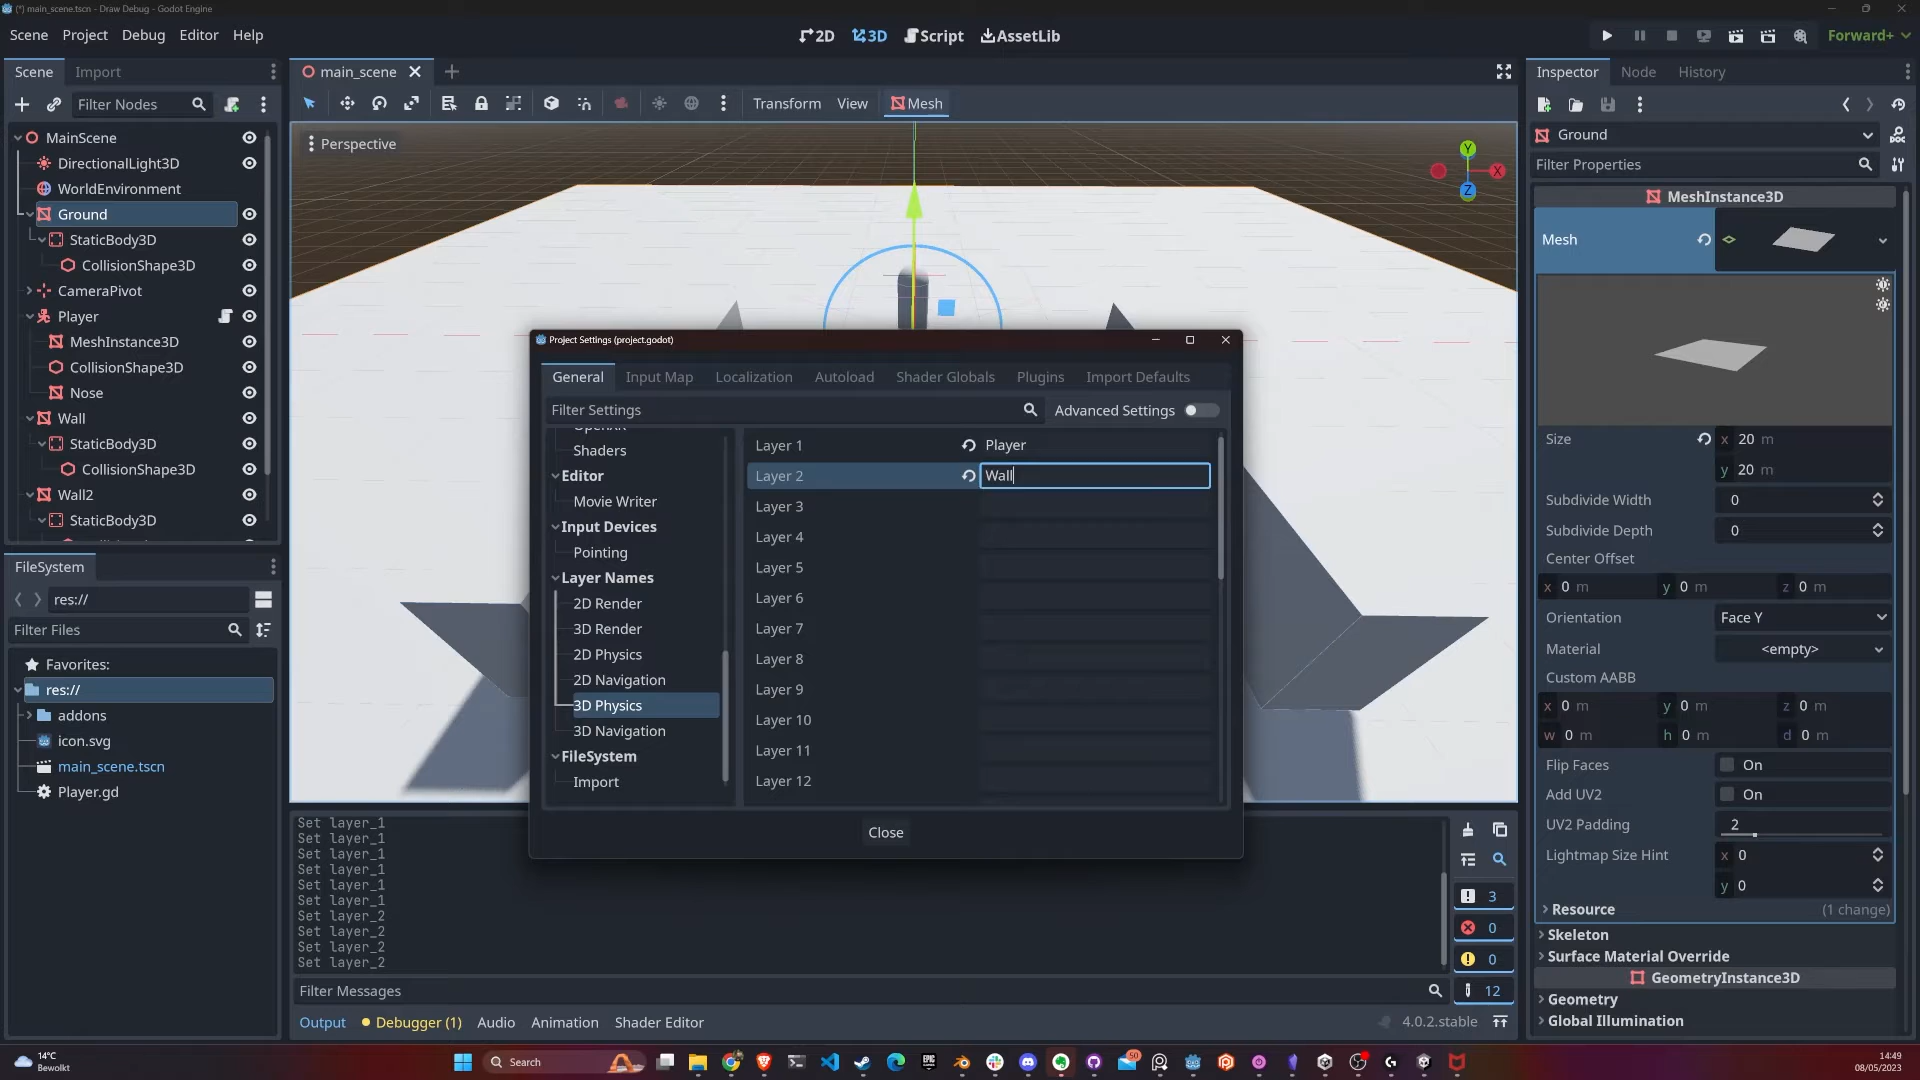 (*) main_scene.tscn - Draw Debug - Godot Engine
Scene Project Debug Editor Help
2D 3D Script AssetLib
Forward+
Scene Import
main_scene
Inspector Node History
Filter Nodes
Transform View Mesh
MainScene
DirectionalLight3D
WorldEnvironment
Ground
StaticBody3D
CollisionShape3D
CameraPivot
Player
MeshInstance3D
CollisionShape3D
Nose
Wall
StaticBody3D
CollisionShape3D
Wall2
StaticBody3D
FileSystem
res://
Filter Files
Favorites:
res://
addons
icon.svg
main_scene.tscn
Player.gd
Perspective
Y
X
Z
Project Settings (project.godot)
General Input Map Localization Autoload Shader Globals Plugins Import Defaults
Filter Settings
Advanced Settings
OpenXR
Shaders
Editor
Movie Writer
Input Devices
Pointing
Layer Names
2D Render
3D Render
2D Physics
2D Navigation
3D Physics
3D Navigation
FileSystem
Import
Layer 1 Player
Layer 2 Wall
Layer 3
Layer 4
Layer 5
Layer 6
Layer 7
Layer 8
Layer 9
Layer 10
Layer 11
Layer 12
Close
Set layer_1
Set layer_1
Set layer_1
Set layer_1
Set layer_1
Set layer_1
Set layer_2
Set layer_2
Set layer_2
Set layer_2
3
0
0
12
Filter Messages
Output Debugger (1) Audio Animation Shader Editor
4.0.2.stable
Ground
Filter Properties
MeshInstance3D
Mesh
Size x 20 m
y 20 m
Subdivide Width 0
Subdivide Depth 0
Center Offset
x 0 m y 0 m z 0 m
Orientation Face Y
Material <empty>
Custom AABB
x 0 m y 0 m z 0 m
w 0 m h 0 m d 0 m
Flip Faces On
Add UV2 On
UV2 Padding 2
Lightmap Size Hint x 0
y 0
Resource (1 change)
Skeleton
Surface Material Override
GeometryInstance3D
Geometry
Global Illumination
14°C
Bewolkt
Search
EPIC
50
14:49
08/05/2023